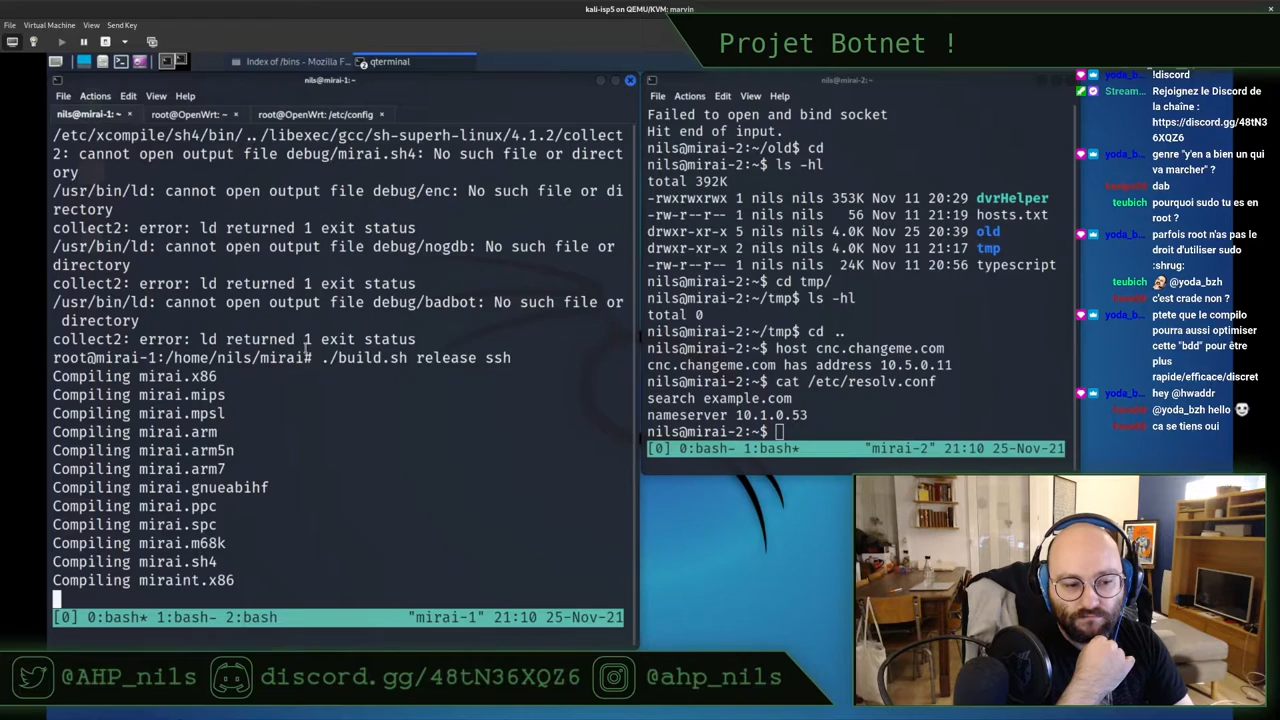 kali-isp5 on QEMU/KVM: marvin
File Virtual Machine View Send Key
Projet Botnet !
Index of /bins - Mozilla F...
qterminal
nils@mirai-1: ~
File Actions Edit View Help
nils@mirai-1: ~ × root@OpenWrt: ~ × root@OpenWrt: /etc/config ×
/etc/xcompile/sh4/bin/../libexec/gcc/sh-superh-linux/4.1.2/collect
2: cannot open output file debug/mirai.sh4: No such file or direct
ory
/usr/bin/ld: cannot open output file debug/enc: No such file or di
rectory
collect2: error: ld returned 1 exit status
/usr/bin/ld: cannot open output file debug/nogdb: No such file or
directory
collect2: error: ld returned 1 exit status
/usr/bin/ld: cannot open output file debug/badbot: No such file or
directory
collect2: error: ld returned 1 exit status
root@mirai-1:/home/nils/mirai# ./build.sh release ssh
Compiling mirai.x86
Compiling mirai.mips
Compiling mirai.mpsl
Compiling mirai.arm
Compiling mirai.arm5n
Compiling mirai.arm7
Compiling mirai.gnueabihf
Compiling mirai.ppc
Compiling mirai.spc
Compiling mirai.m68k
Compiling mirai.sh4
Compiling miraint.x86
[0] 0:bash* 1:bash- 2:bash "mirai-1" 21:10 25-Nov-21
nils@mirai-2: ~
File Actions Edit View Help
Failed to open and bind socket
Hit end of input.
nils@mirai-2:~/old$ cd
nils@mirai-2:~$ ls -hl
total 392K
-rwxrwxrwx 1 nils nils 353K Nov 11 20:29 dvrHelper
-rw-r--r-- 1 nils nils 56 Nov 11 21:19 hosts.txt
drwxr-xr-x 5 nils nils 4.0K Nov 25 20:39 old
drwxr-xr-x 2 nils nils 4.0K Nov 11 21:17 tmp
-rw-r--r-- 1 nils nils 24K Nov 11 20:56 typescript
nils@mirai-2:~$ cd tmp/
nils@mirai-2:~/tmp$ ls -hl
total 0
nils@mirai-2:~/tmp$ cd ..
nils@mirai-2:~$ host cnc.changeme.com
cnc.changeme.com has address 10.5.0.11
nils@mirai-2:~$ cat /etc/resolv.conf
search example.com
nameserver 10.1.0.53
nils@mirai-2:~$
[0] 0:bash- 1:bash* "mirai-2" 21:10 25-Nov-21
yoda_b... !discord
Stream... Rejoignez le Discord de
la chaîne :
https://discord.gg/48tN3
6XQZ6
yoda_b... genre "y'en a bien un qui
va marcher" ?
dab
teubich pourquoi sudo tu es en
root ?
yoda_b... parfois root n'as pas le
droit d'utiliser sudo
:shrug:
teubich @yoda_bzh
c'est crade non ?
yoda_b... ptete que le compilo
pourra aussi optimiser
cette "bdd" pour être
plus
rapide/efficace/discret
yoda_b... hey @hwaddr
@yoda_bzh hello
ca se tiens oui
@AHP_nils discord.gg/48tN36XQZ6 @ahp_nils